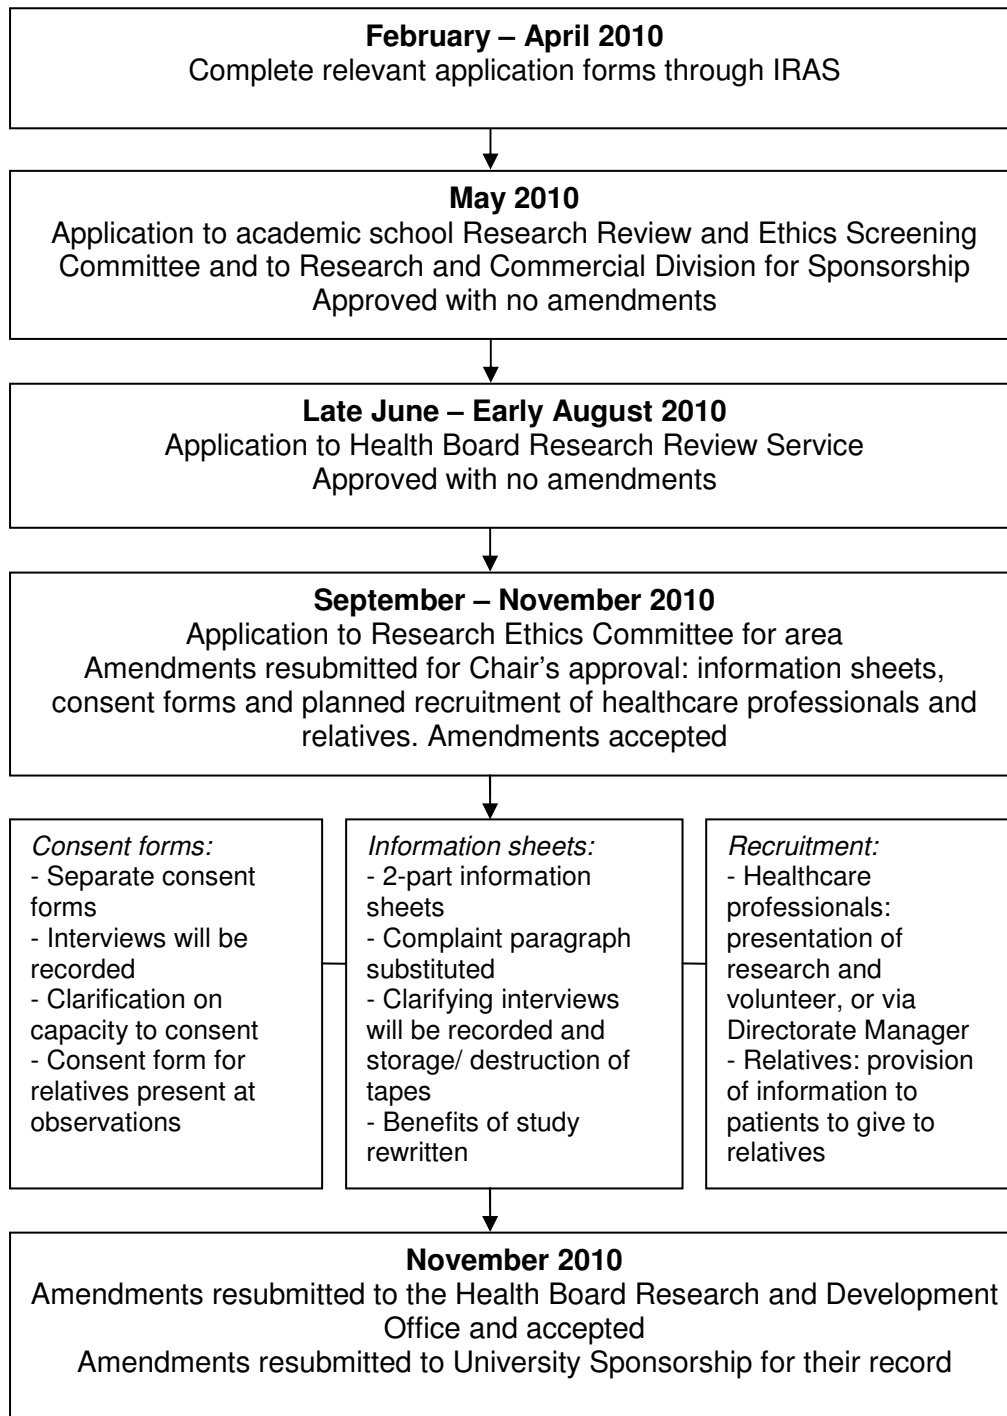 February – April 2010
Complete relevant application forms through IRAS
May 2010
Application to academic school Research Review and Ethics Screening
Committee and to Research and Commercial Division for Sponsorship
Approved with no amendments
Late June – Early August 2010
Application to Health Board Research Review Service
Approved with no amendments
September – November 2010
Application to Research Ethics Committee for area
Amendments resubmitted for Chair's approval: information sheets,
consent forms and planned recruitment of healthcare professionals and
relatives. Amendments accepted
Consent forms:
- Separate consent
forms
- Interviews will be
recorded
- Clarification on
capacity to consent
- Consent form for
relatives present at
observations
Information sheets:
- 2-part information
sheets
- Complaint paragraph
substituted
- Clarifying interviews
will be recorded and
storage/ destruction of
tapes
- Benefits of study
rewritten
Recruitment:
- Healthcare
professionals:
presentation of
research and
volunteer, or via
Directorate Manager
- Relatives: provision
of information to
patients to give to
relatives
November 2010
Amendments resubmitted to the Health Board Research and Development
Office and accepted
Amendments resubmitted to University Sponsorship for their record